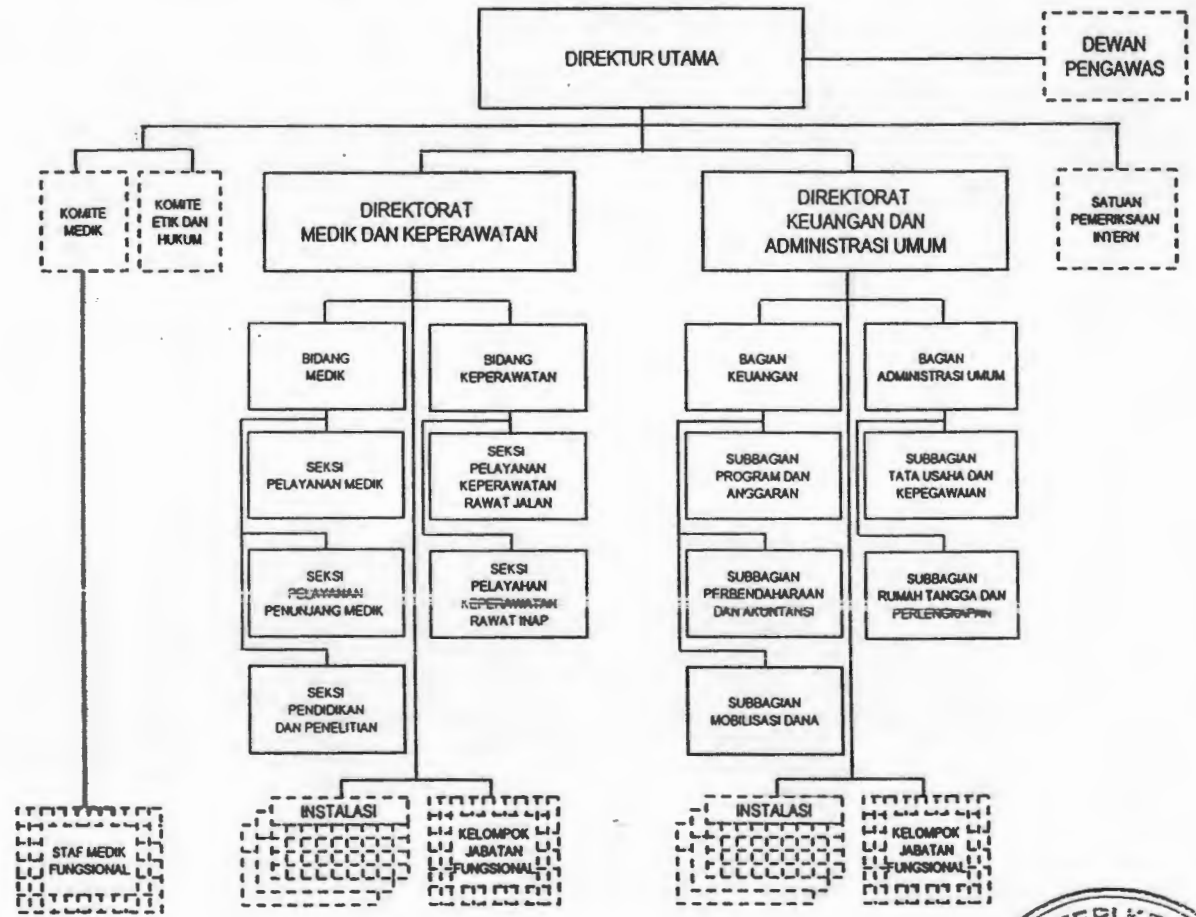 DIREKTUR UTAMA
DEWAN
PENGAWAS
KOMITE
MEDIK
KOMITE
ETIK DAN
HUKUM
DIREKTORAT
MEDIK DAN KEPERAWATAN
DIREKTORAT
KEUANGAN DAN
ADMINISTRASI UMUM
SATUAN
PEMERIKSAAN
INTERN
BIDANG
MEDIK
BIDANG
KEPERAWATAN
BAGIAN
KEUANGAN
BAGIAN
ADMINISTRASI UMUM
SEKSI
PELAYANAN MEDIK
SEKSI
PELAYANAN
KEPERAWATAN
RAWAT JALAN
SUBBAGIAN
PROGRAM DAN
ANGGARAN
SUBBAGIAN
TATA USAHA DAN
KEPEGAWAIAN
SEKSI
PELAYANAN
PENUNJANG MEDIK
SEKSI
PELAYAHAN
KEPERAWATAN
RAWAT INAP
SUBBAGIAN
PERBENDAHARAAN
DAN AKUNTANSI
SUBBAGIAN
RUMAH TANGGA DAN
PERLENGKAPAN
SEKSI
PENDIDIKAN
DAN PENELITIAN
SUBBAGIAN
MOBILISASI DANA
STAF MEDIK
FUNGSIONAL
INSTALASI
KELOMPOK
JABATAN
FUNGSIONAL
INSTALASI
KELOMPOK
JABATAN
FUNGSIONAL